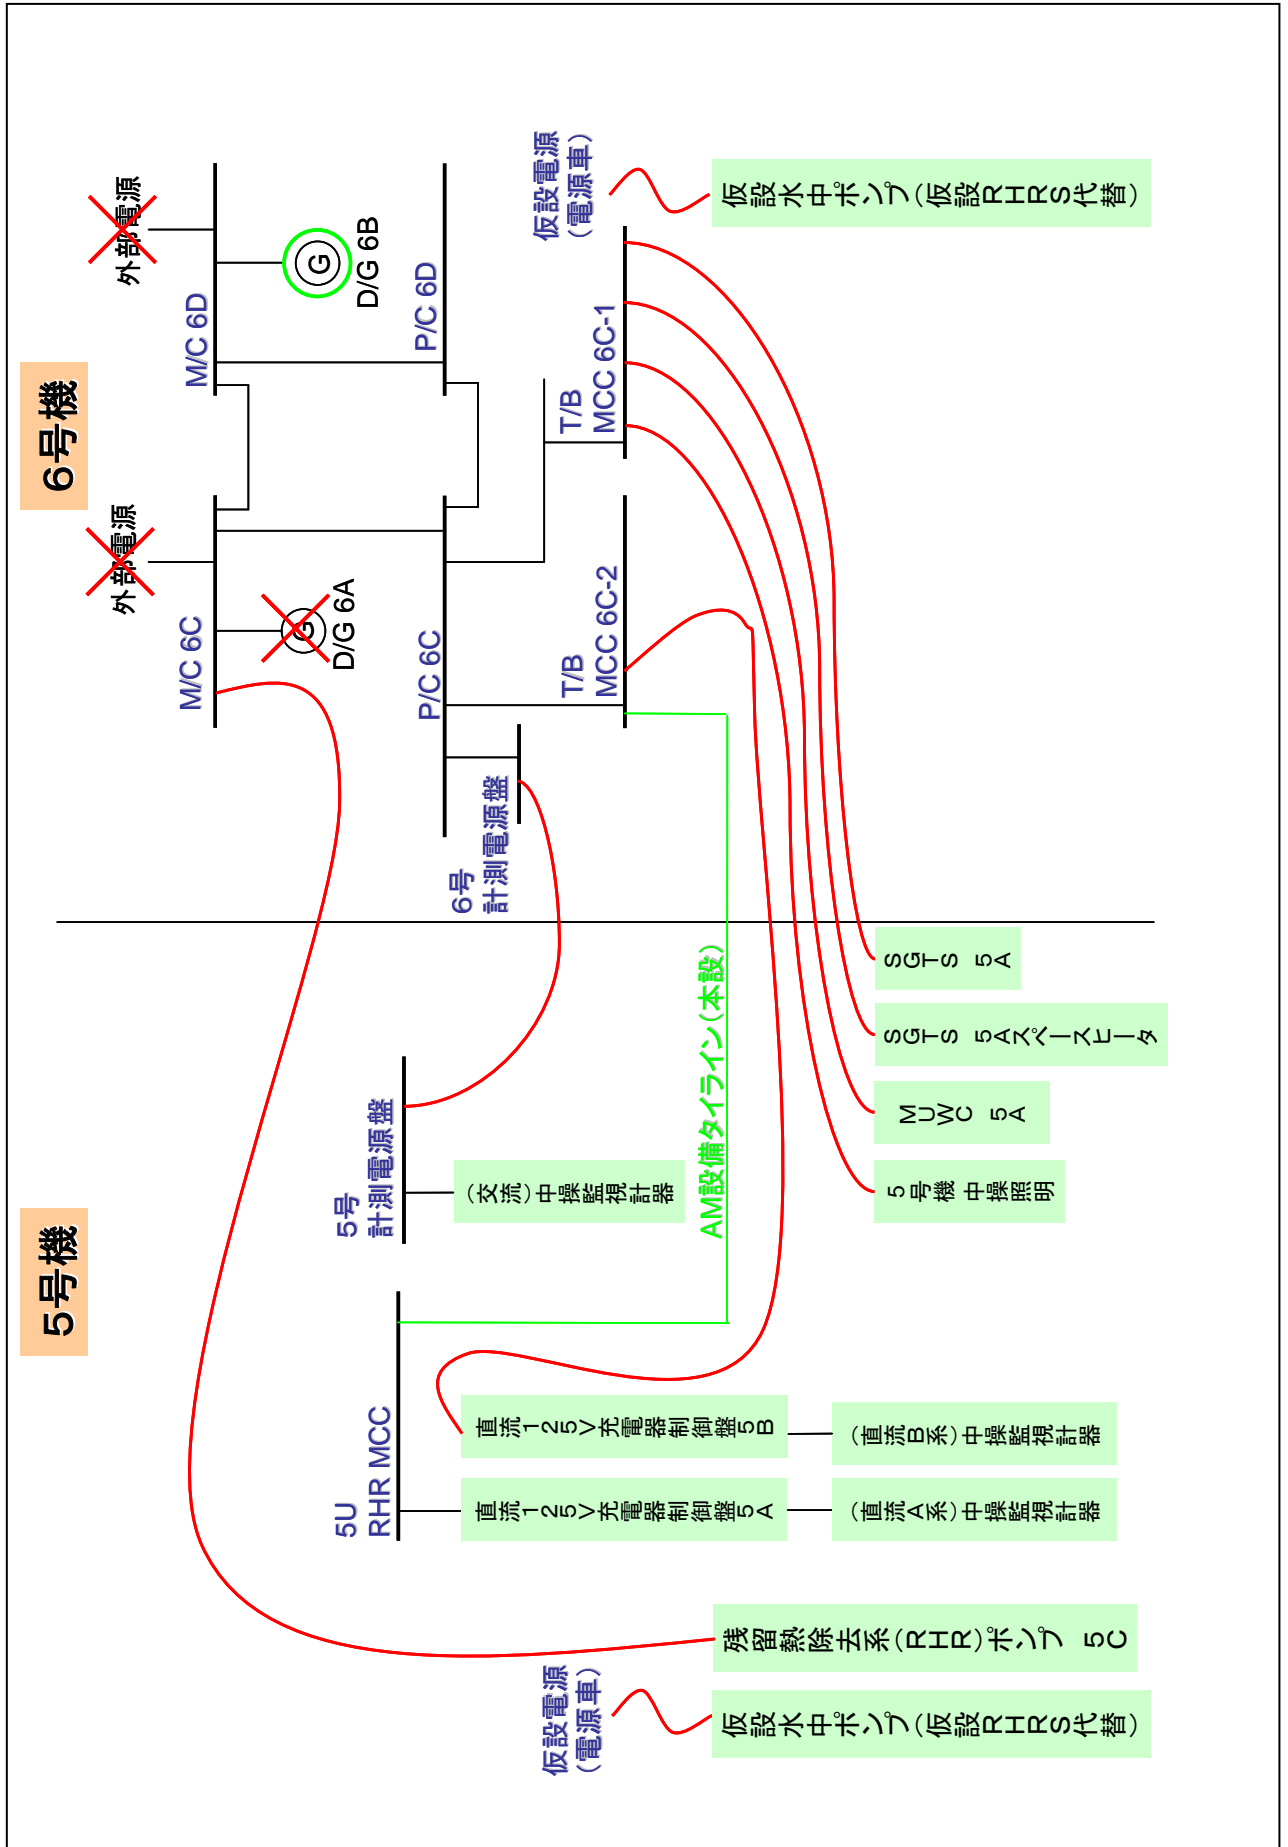 5号機
6号機
外部電源
外部電源
M/C 6C
M/C 6D
G
D/G 6A
G
D/G 6B
P/C 6C
P/C 6D
6号
計測電源盤
T/B
MCC 6C-2
T/B
MCC 6C-1
仮設電源
(電源車)
仮設水中ポンプ(仮設RHRS代替)
5U
RHR MCC
5号
計測電源盤
(交流)中操監視計器
AM設備タイライン(本設)
直流125V充電器制御盤5A
直流125V充電器制御盤5B
(直流A系)中操監視計器
(直流B系)中操監視計器
仮設電源
(電源車)
残留熱除去系(RHR)ポンプ 5C
仮設水中ポンプ(仮設RHRS代替)
5号機中操照明
MUWC 5A
SGTS 5Aスペースヒータ
SGTS 5A